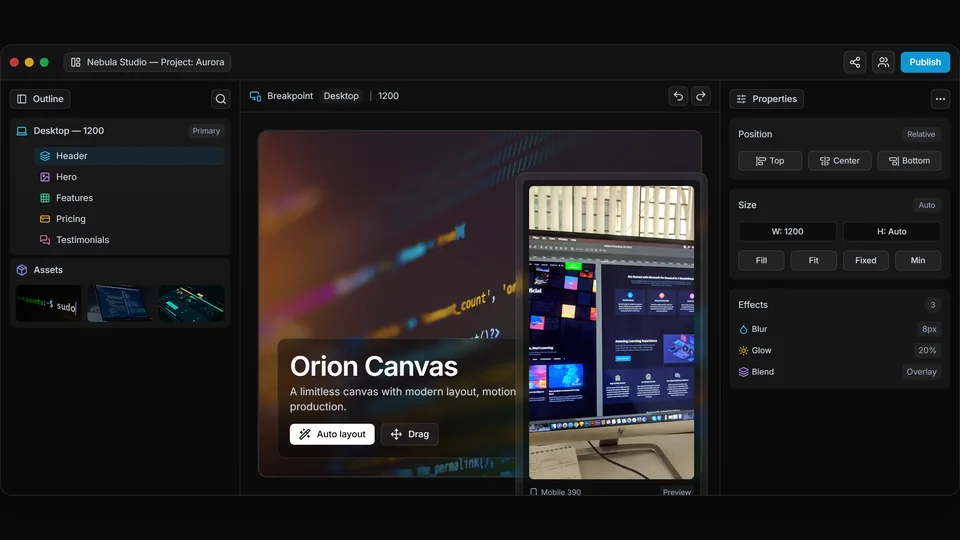 Nebula Studio — Project: Aurora
Publish
Outline
Desktop — 1200
Primary
Header
Hero
Features
Pricing
Testimonials
Assets
sudo
Breakpoint
Desktop
1200
Orion Canvas
A limitless canvas with modern layout, motion
production.
Auto layout
Drag
Mobile 390
Preview
Properties
Position
Relative
Top
Center
Bottom
Size
Auto
W: 1200
H: Auto
Fill
Fit
Fixed
Min
Effects
3
Blur
8px
Glow
20%
Blend
Overlay